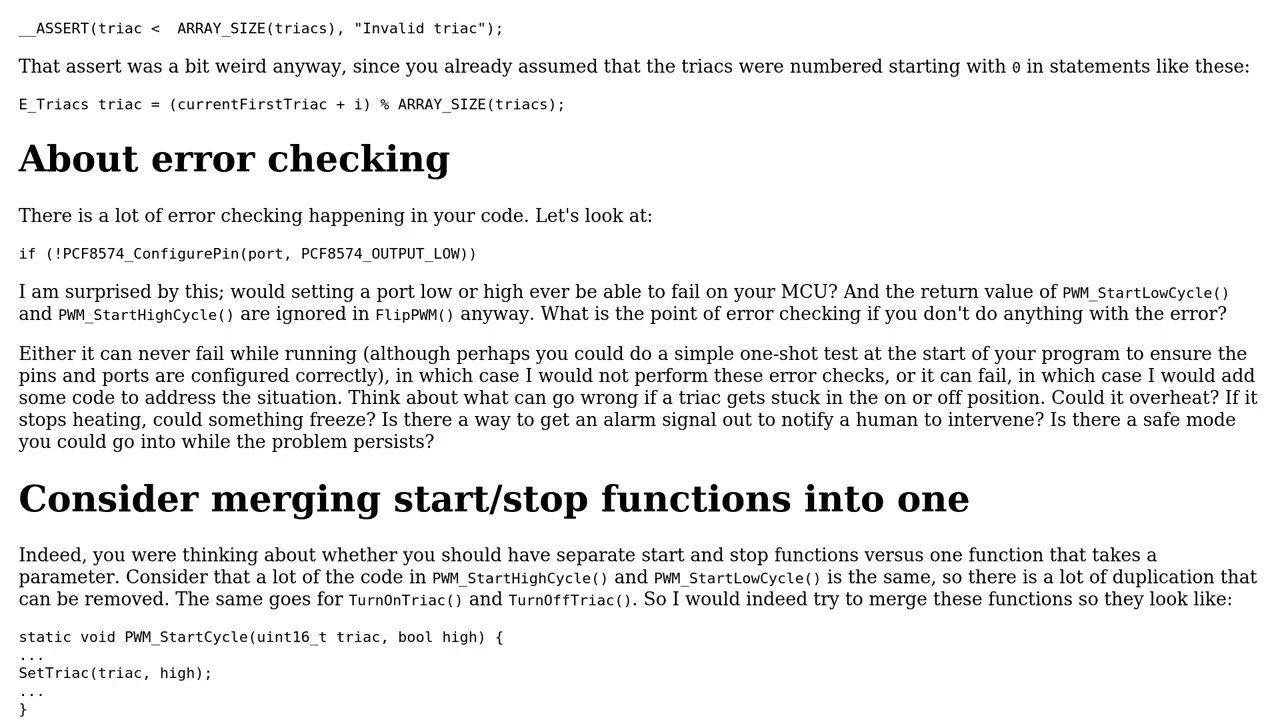 __ASSERT(triac <  ARRAY_SIZE(triacs), "Invalid triac");
That assert was a bit weird anyway, since you already assumed that the triacs were numbered starting with 0 in statements like these:
E_Triacs triac = (currentFirstTriac + i) % ARRAY_SIZE(triacs);
About error checking
There is a lot of error checking happening in your code. Let's look at:
if (!PCF8574_ConfigurePin(port, PCF8574_OUTPUT_LOW))
I am surprised by this; would setting a port low or high ever be able to fail on your MCU? And the return value of PWM_StartLowCycle()
and PWM_StartHighCycle() are ignored in FlipPWM() anyway. What is the point of error checking if you don't do anything with the error?
Either it can never fail while running (although perhaps you could do a simple one-shot test at the start of your program to ensure the
pins and ports are configured correctly), in which case I would not perform these error checks, or it can fail, in which case I would add
some code to address the situation. Think about what can go wrong if a triac gets stuck in the on or off position. Could it overheat? If it
stops heating, could something freeze? Is there a way to get an alarm signal out to notify a human to intervene? Is there a safe mode
you could go into while the problem persists?
Consider merging start/stop functions into one
Indeed, you were thinking about whether you should have separate start and stop functions versus one function that takes a
parameter. Consider that a lot of the code in PWM_StartHighCycle() and PWM_StartLowCycle() is the same, so there is a lot of duplication that
can be removed. The same goes for TurnOnTriac() and TurnOffTriac(). So I would indeed try to merge these functions so they look like:
static void PWM_StartCycle(uint16_t triac, bool high) {
...
SetTriac(triac, high);
...
}